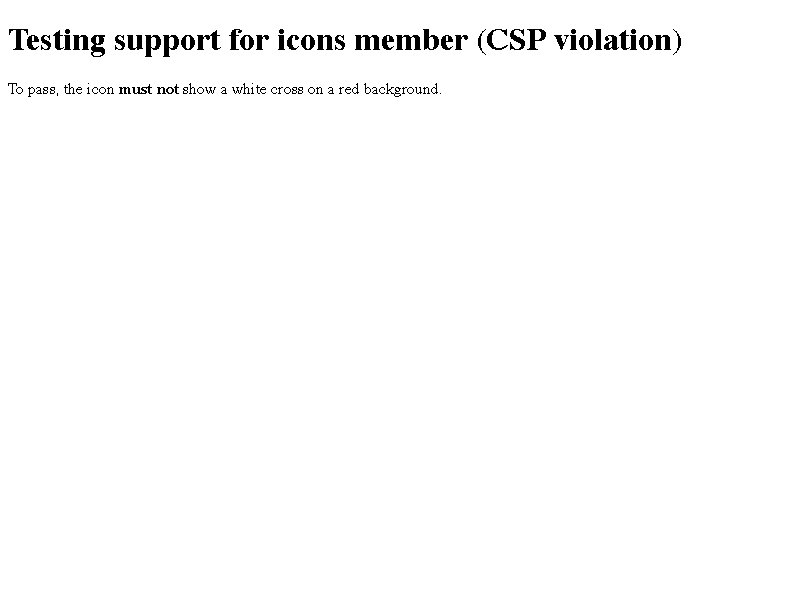 Testing support for icons member (CSP violation)
To pass, the icon must not show a white cross on a red background.